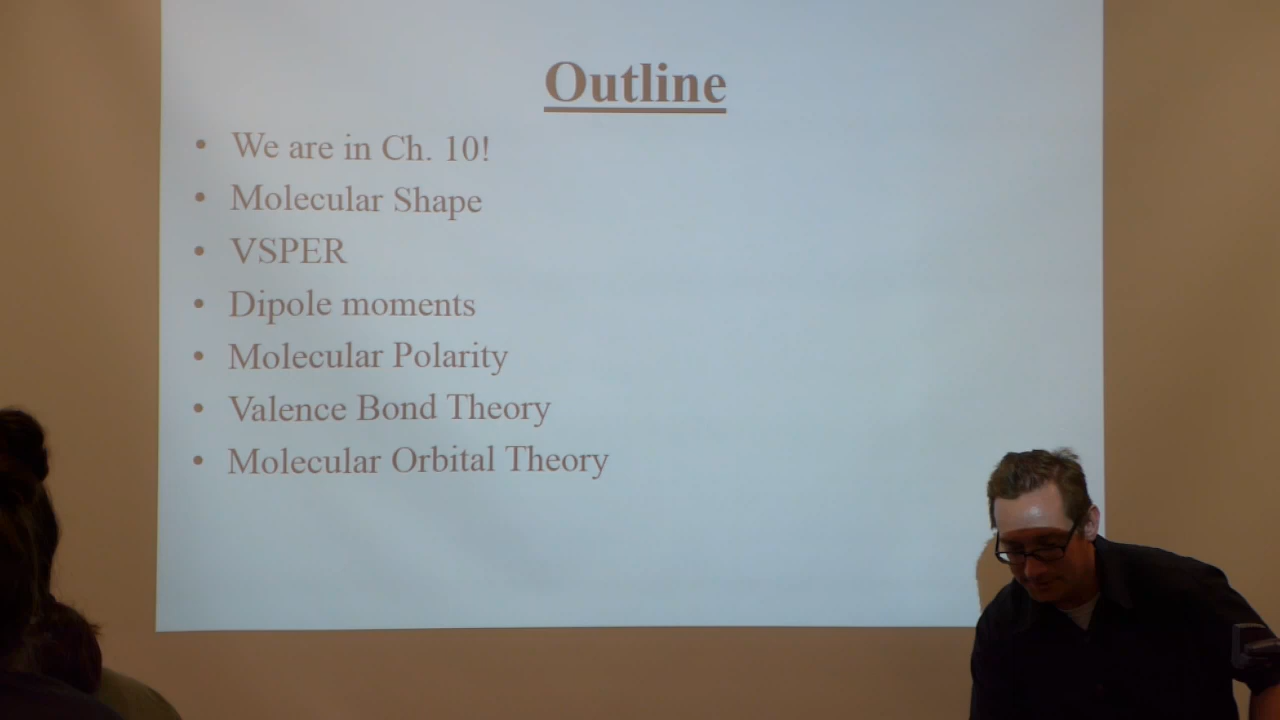 Outline
• We are in Ch. 10!
• Molecular Shape
• VSPER
• Dipole moments
• Molecular Polarity
• Valence Bond Theory
• Molecular Orbital Theory